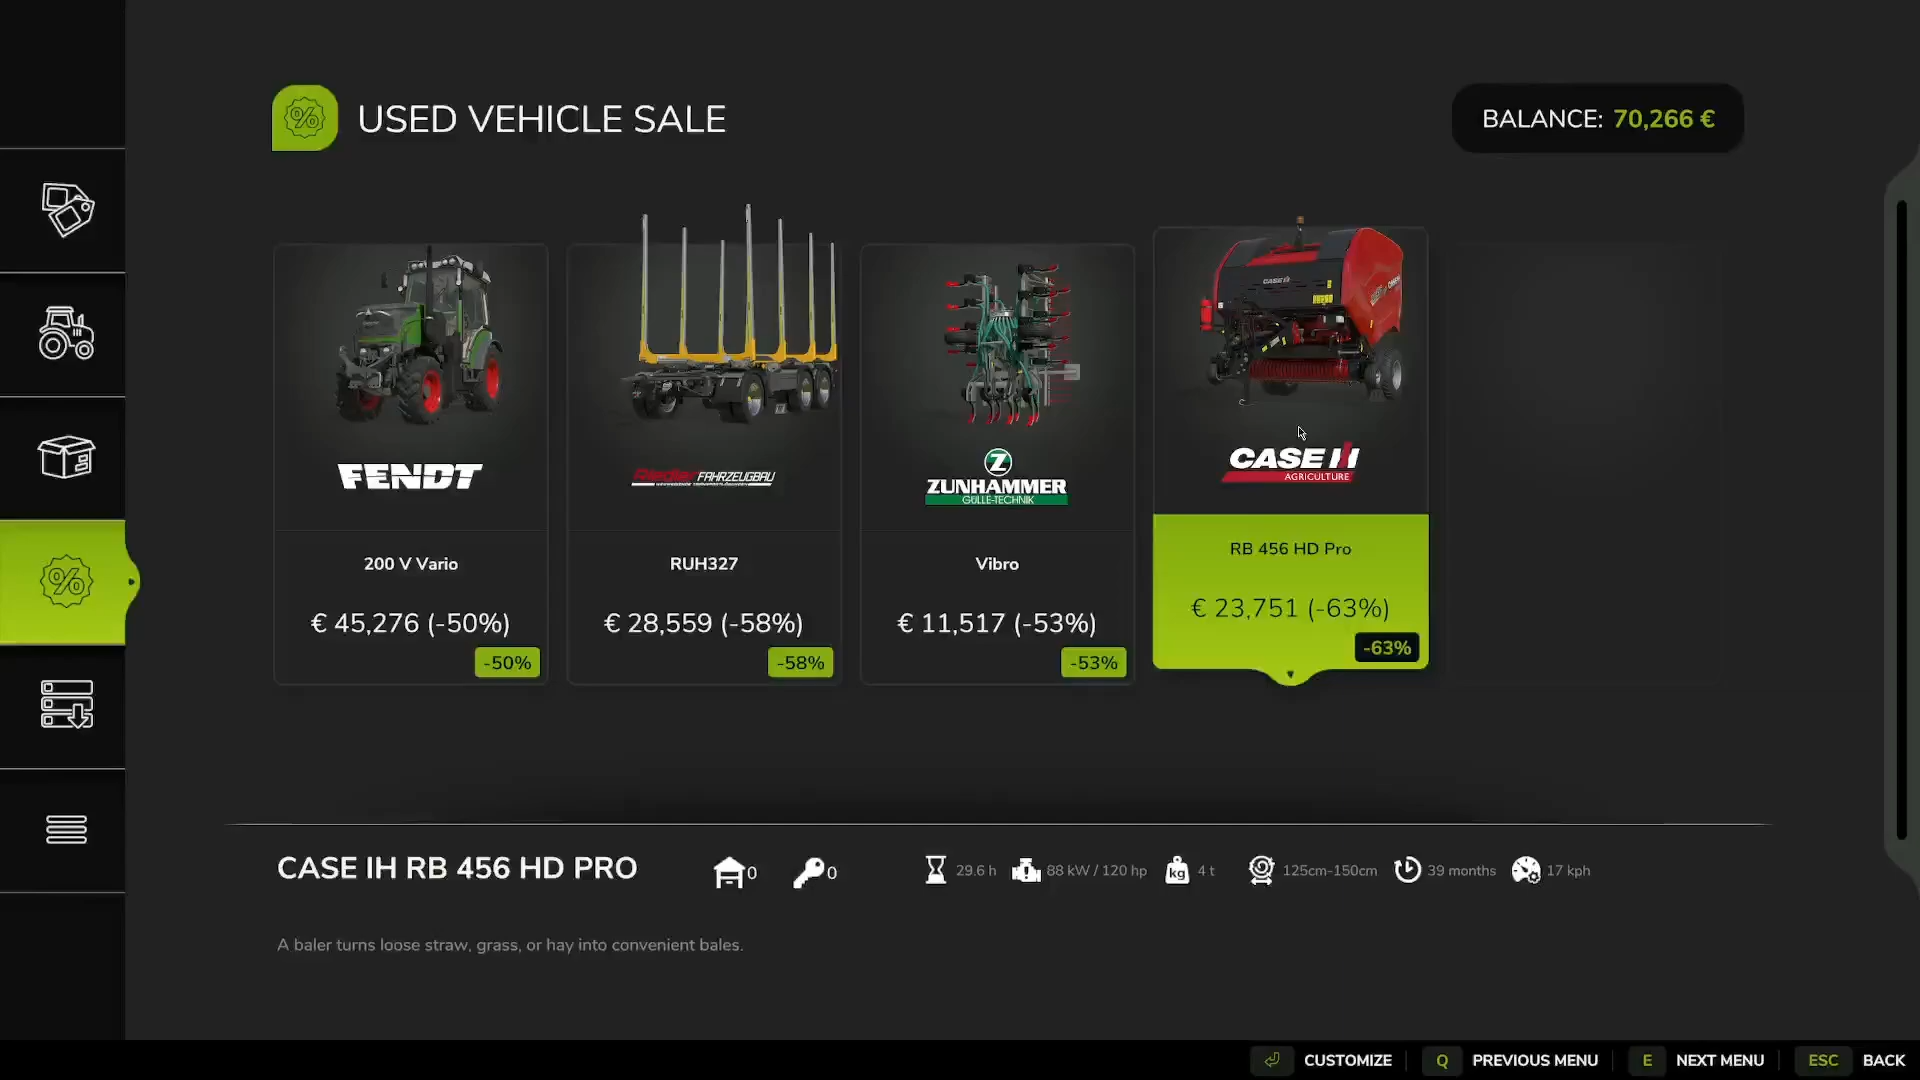 USED VEHICLE SALE
BALANCE: 70,266 €
FENDT
Riedler FAHRZEUGBAU
Z
ZUNHAMMER
GÜLLE-TECHNIK
CASE IH
AGRICULTURE
200 V Vario
€ 45,276 (-50%)
-50%
RUH327
€ 28,559 (-58%)
-58%
Vibro
€ 11,517 (-53%)
-53%
RB 456 HD Pro
€ 23,751 (-63%)
-63%
CASE IH RB 456 HD PRO
0
0
29.6 h
88 kW / 120 hp
kg
4 t
125cm-150cm
39 months
17 kph
A baler turns loose straw, grass, or hay into convenient bales.
CUSTOMIZE
Q PREVIOUS MENU
E NEXT MENU
ESC BACK